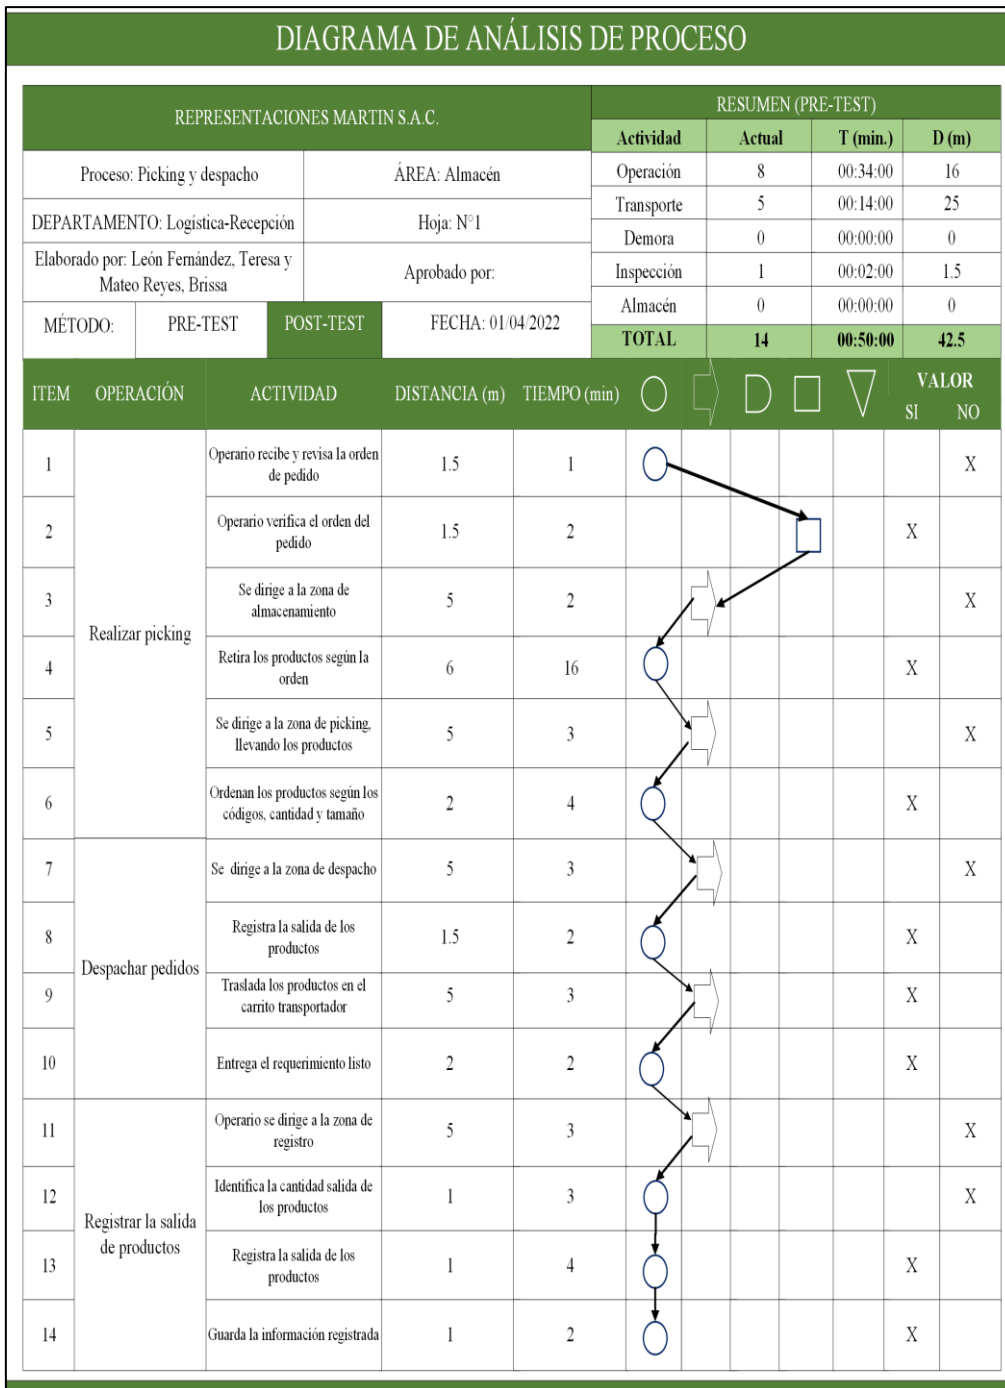 DIAGRAMA DE ANÁLISIS DE PROCESO
REPRESENTACIONES MARTIN S.A.C.
RESUMEN (PRE-TEST)
Actividad Actual T (min.) D (m)
Proceso: Picking y despacho ÁREA: Almacén
Operación 8 00:34:00 16
Transporte 5 00:14:00 25
DEPARTAMENTO: Logística-Recepción Hoja: N°1
Demora 0 00:00:00 0
Elaborado por: León Fernández, Teresa y
Mateo Reyes, Brissa
Aprobado por:
Inspección 1 00:02:00 1.5
Almacén 0 00:00:00 0
MÉTODO: PRE-TEST POST-TEST FECHA: 01/04/2022
TOTAL 14 00:50:00 42.5
ITEM OPERACIÓN ACTIVIDAD DISTANCIA (m) TIEMPO (min) VALOR
SI NO
Realizar picking
1 Operario recibe y revisa la orden
de pedido 1.5 1 X
2 Operario verifica el orden del
pedido 1.5 2 X
3 Se dirige a la zona de
almacenamiento 5 2 X
4 Retira los productos según la
orden 6 16 X
5 Se dirige a la zona de picking,
llevando los productos 5 3 X
6 Ordenan los productos según los
códigos, cantidad y tamaño 2 4 X
Despachar pedidos
7 Se dirige a la zona de despacho 5 3 X
8 Registra la salida de los
productos 1.5 2 X
9 Traslada los productos en el
carrito transportador 5 3 X
10 Entrega el requerimiento listo 2 2 X
Registrar la salida
de productos
11 Operario se dirige a la zona de
registro 5 3 X
12 Identifica la cantidad salida de
los productos 1 3 X
13 Registra la salida de los
productos 1 4 X
14 Guarda la información registrada 1 2 X